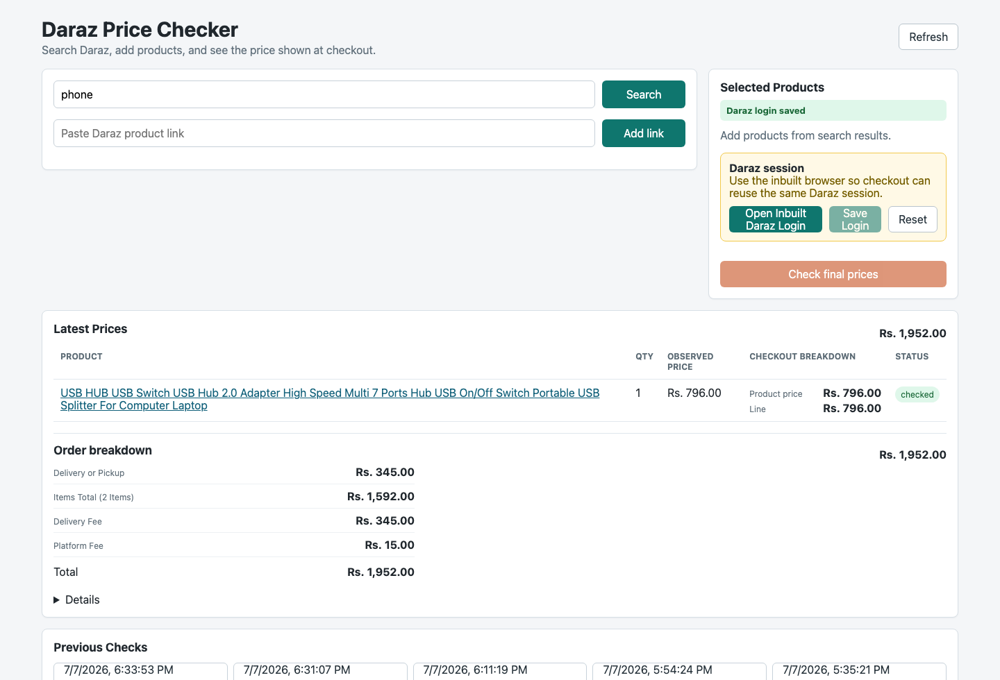 Daraz Price Checker
Search Daraz, add products, and see the price shown at checkout.
Refresh
phone
Search
Paste Daraz product link
Add link
Selected Products
Daraz login saved
Add products from search results.
Daraz session
Use the inbuilt browser so checkout can
reuse the same Daraz session.
Open Inbuilt
Daraz Login
Save
Login
Reset
Check final prices
Latest Prices
Rs. 1,952.00
PRODUCT
QTY
OBSERVED
PRICE
CHECKOUT BREAKDOWN
STATUS
USB HUB USB Switch USB Hub 2.0 Adapter High Speed Multi 7 Ports Hub USB On/Off Switch Portable USB
Splitter For Computer Laptop
1
Rs. 796.00
Product price Rs. 796.00
Line Rs. 796.00
checked
Order breakdown
Rs. 1,952.00
Delivery or Pickup Rs. 345.00
Items Total (2 Items) Rs. 1,592.00
Delivery Fee Rs. 345.00
Platform Fee Rs. 15.00
Total Rs. 1,952.00
Details
Previous Checks
7/7/2026, 6:33:53 PM
7/7/2026, 6:31:07 PM
7/7/2026, 6:11:19 PM
7/7/2026, 5:54:24 PM
7/7/2026, 5:35:21 PM